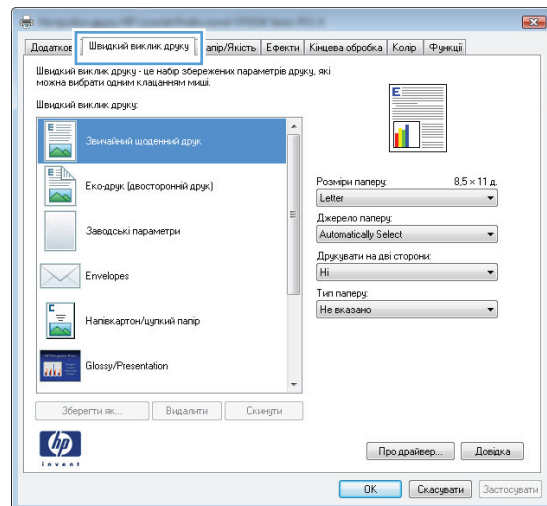 Додатков
Швидкий виклик друку
апір/Якість
Ефекти
Кінцева обробка
Колір
Функції
Швидкий виклик друку - це набір збережених параметрів друку, які
можна вибрати одним клацанням миші.
Швидкий виклик друку:
Звичайний щоденний друк
Еко-друк (двосторонній друк)
Заводські параметри
Envelopes
Напівкартон/цупкий папір
Glossy/Presentation
Зберегти як...
Видалити
Скинути
E
Розміри паперу:
8,5 × 11 д.
Letter
Джерело паперу:
Automatically Select
Друкувати на дві сторони:
Ні
Тип паперу:
Не вказано
hp
invent
Про драйвер...
Довідка
OK
Скасувати
Застосувати